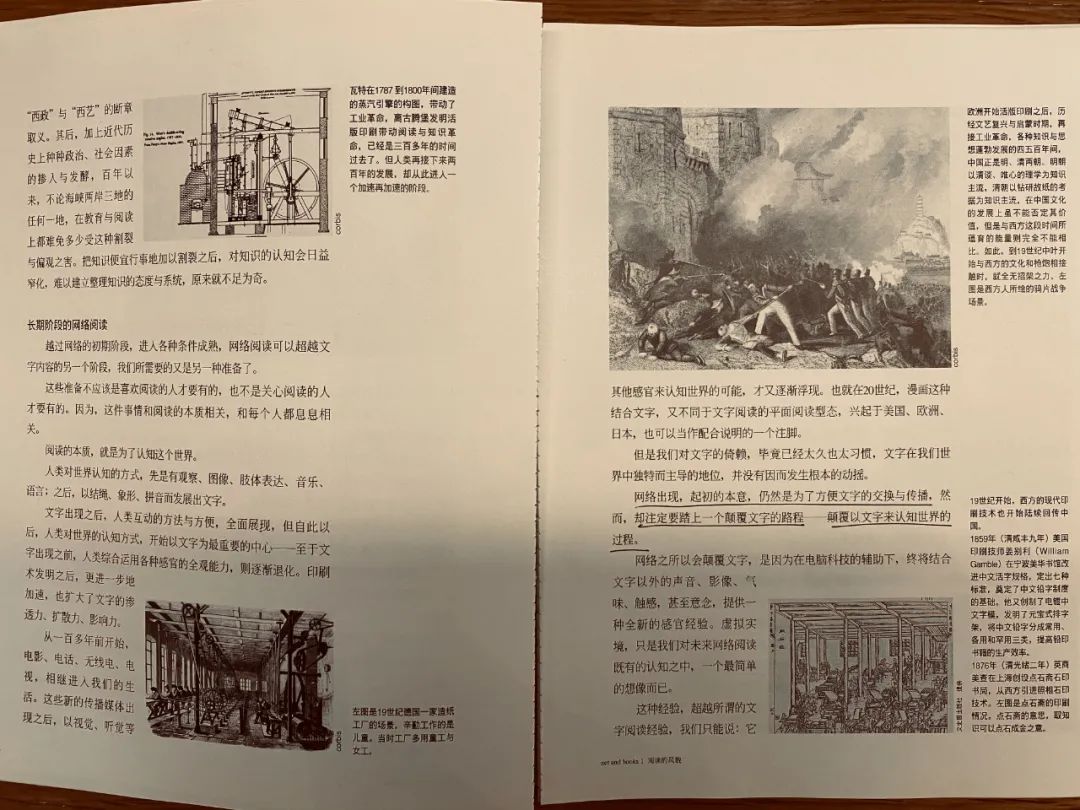 “西政”与“西艺”的断章
取义。其后，加上近代历
史上种种政治、社会因素
的掺入与发酵，百年以
来，不论海峡两岸三地的
任何一地，在教育与阅读
上都难免多少受这种割裂
与偏观之害。把知识便宜行事地加以割裂之后，对知识的认知会日益
窄化，难以建立整理知识的态度与系统，原来就不足为奇。
corbis
瓦特在1787 到1800年间建造
的蒸汽引擎的构图，带动了
工业革命，离古腾堡发明活
版印刷带动阅读与知识革
命，已经是三百多年的时间
过去了。但人类再接下来两
百年的发展，却从此进入一
个加速再加速的阶段。
长期阶段的网络阅读
越过网络的初期阶段，进入各种条件成熟，网络阅读可以超越文
字内容的另一个阶段，我们所需要的又是另一种准备了。
这些准备不应该是喜欢阅读的人才要有的，也不是关心阅读的人
才要有的。因为，这件事情和阅读的本质相关，和每个人都息息相
关。
阅读的本质，就是为了认知这个世界。
人类对世界认知的方式，先是有观察、图像、肢体表达、音乐、
语言；之后，以结绳、象形、拼音而发展出文字。
文字出现之后，人类互动的方法与方便，全面展现，但自此以
后，人类对世界的认知方式，开始以文字为最重要的中心——至于文
字出现之前，人类综合运用各种感官的全观能力，则逐渐退化。印刷
术发明之后，更进一步地
加速，也扩大了文字的渗
透力、扩散力、影响力。
从一百多年前开始，
电影、电话、无线电、电
视，相继进入我们的生
活。这些新的传播媒体出
现之后，以视觉、听觉等
corbis
左图是19世纪德国一家造纸
工厂的场景，辛勤工作的是
儿童。当时工厂多用童工与
女工。
corbis
欧洲开始活版印刷之后，历
经文艺复兴与启蒙时期，再
接工业革命，各种知识与思
想蓬勃发展的四五百年间，
中国正是明、清两朝。明朝
以清谈、唯心的理学为知识
主流，清朝以钻研故纸的考
据为知识主流，在中国文化
的发展上虽不能否定其价
值，但是与西方这段时间所
蕴育的能量则完全不能相
比。如此，到19世纪中叶开
始与西方的文化和枪炮相接
触时，就全无招架之力。左
图是西方人所绘的鸦片战争
场景。
其他感官来认知世界的可能，才又逐渐浮现。也就在20世纪，漫画这种
结合文字，又不同于文字阅读的平面阅读型态，兴起于美国、欧洲、
日本，也可以当作配合说明的一个注脚。
但是我们对文字的倚赖，毕竟已经太久也太习惯，文字在我们世
界中独特而主导的地位，并没有因而发生根本的动摇。
网络出现，起初的本意，仍然是为了方便文字的交换与传播，然
而，却注定要踏上一个颠覆文字的路程——颠覆以文字来认知世界的
过程。
网络之所以会颠覆文字，是因为在电脑科技的辅助下，终将结合
文字以外的声音、影像、气
味、触感，甚至意念，提供一
种全新的感官经验。虚拟实
境，只是我们对未来网络阅读
既有的认知之中，一个最简单
的想像而已。
这种经验，超越所谓的文
字阅读经验，我们只能说：它
19世纪开始，西方的现代印
刷技术也开始陆续回传中
国。
1859年（清咸丰九年）美国
印刷技师姜别利（William
Gamble）在宁波美华书馆改
进中文活字规格，定出七种
标准，奠定了中文铅字制度
的基础。他又创制了电镀中
文字模，发明了元宝式排字
架，将中文铅字分成常用、
备用和罕用三类，提高铅印
书籍的生产效率。
1876年（清光绪二年）英商
美查在上海创设点石斋石印
书局，从西方引进照相石印
技术。左图是点石斋的印刷
情况。点石斋的意思，取知
识可以点石成金之意。
net and books | 阅读的风貌